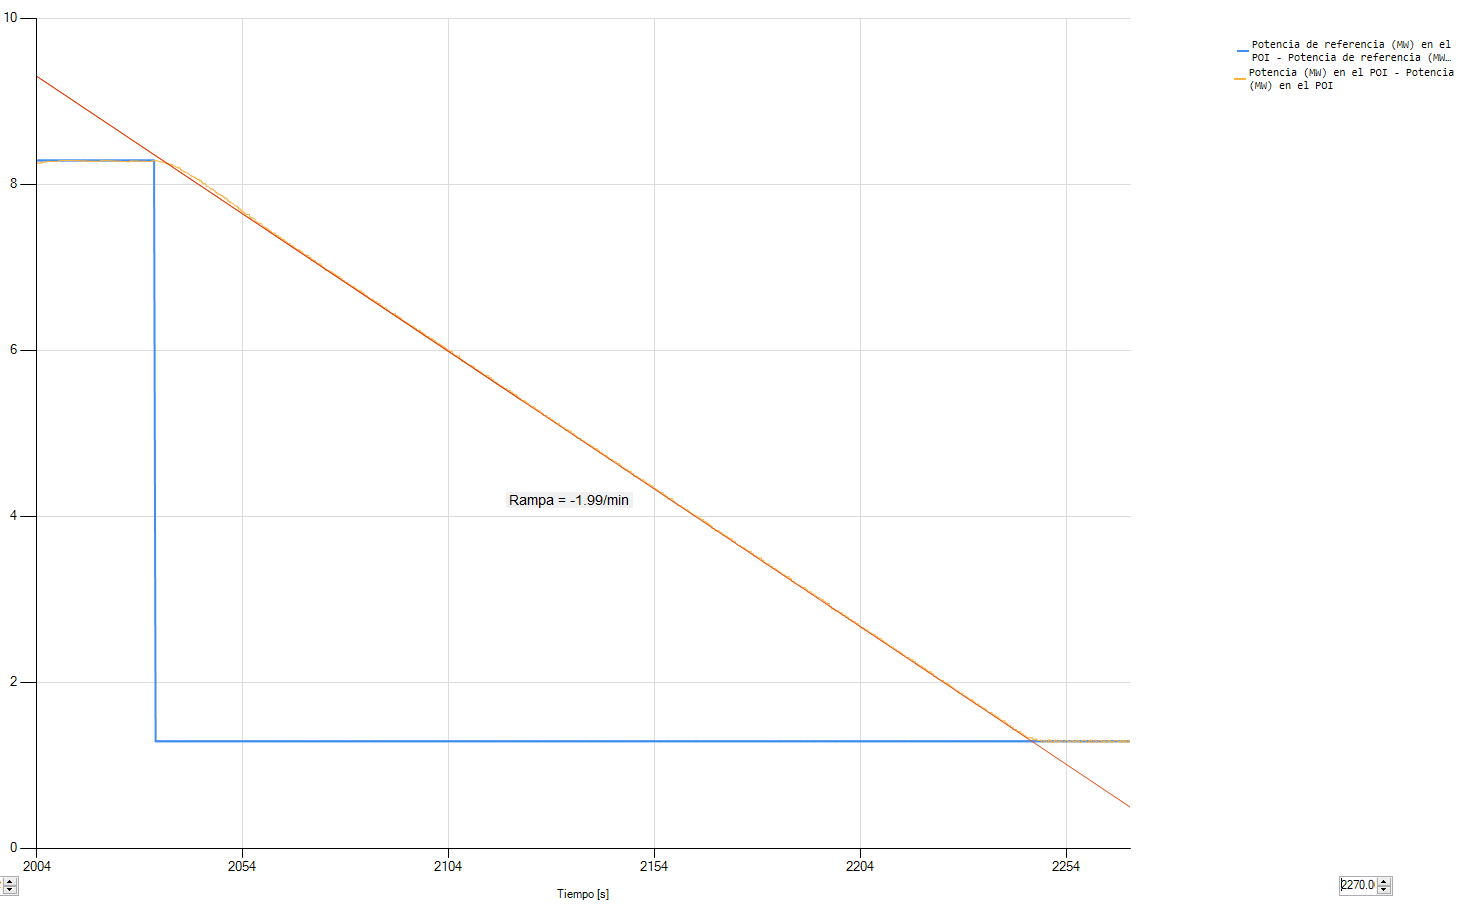 10
Potencia de referencia (MW) en el
POI - Potencia de referencia (MW…
Potencia (MW) en el POI - Potencia
(MW) en el POI
8
6
Rampa = -1.99/min
4
2
0
2004 2054 2104 2154 2204 2254
2270.0
Tiempo [s]